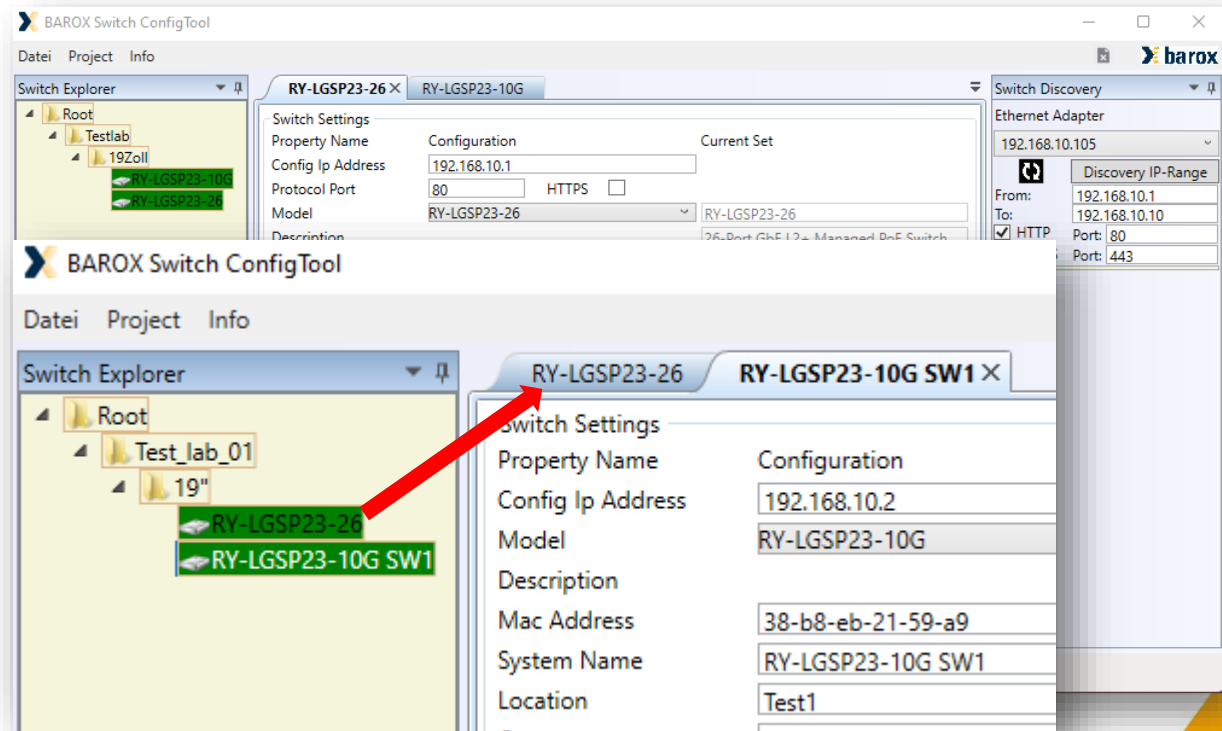 BAROX Switch ConfigTool
Datei Project Info
barox
Switch Explorer
Root
Testlab
19Zoll
RY-LGSP23-10G
RY-LGSP23-26
RY-LGSP23-26 RY-LGSP23-10G
Switch Settings
Property Name Configuration Current Set
Config Ip Address 192.168.10.1
Protocol Port 80 HTTPS
Model RY-LGSP23-26 RY-LGSP23-26
Description 26-Port GbE L2+ Managed PoE Switch
Switch Discovery
Ethernet Adapter
192.168.10.105
Discovery IP-Range
From: 192.168.10.1
To: 192.168.10.10
HTTP Port: 80
Port: 443
BAROX Switch ConfigTool
Datei Project Info
Switch Explorer
Root
Test_lab_01
19"
RY-LGSP23-26
RY-LGSP23-10G SW1
RY-LGSP23-26 RY-LGSP23-10G SW1
Switch Settings
Property Name Configuration
Config Ip Address 192.168.10.2
Model RY-LGSP23-10G
Description
Mac Address 38-b8-eb-21-59-a9
System Name RY-LGSP23-10G SW1
Location Test1